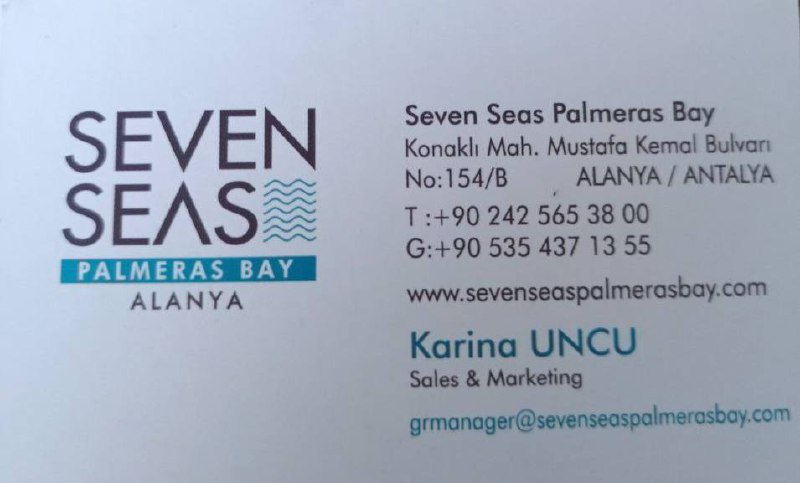 SEVEN
SEAS
PALMERAS BAY
ALANYA
Seven Seas Palmeras Bay
Konaklı Mah. Mustafa Kemal Bulvarı
No:154/B ALANYA / ANTALYA
T :+90 242 565 38 00
G:+90 535 437 13 55
www.sevenseaspalmerasbay.com
Karina UNCU
Sales & Marketing
grmanager@sevenseaspalmerasbay.com